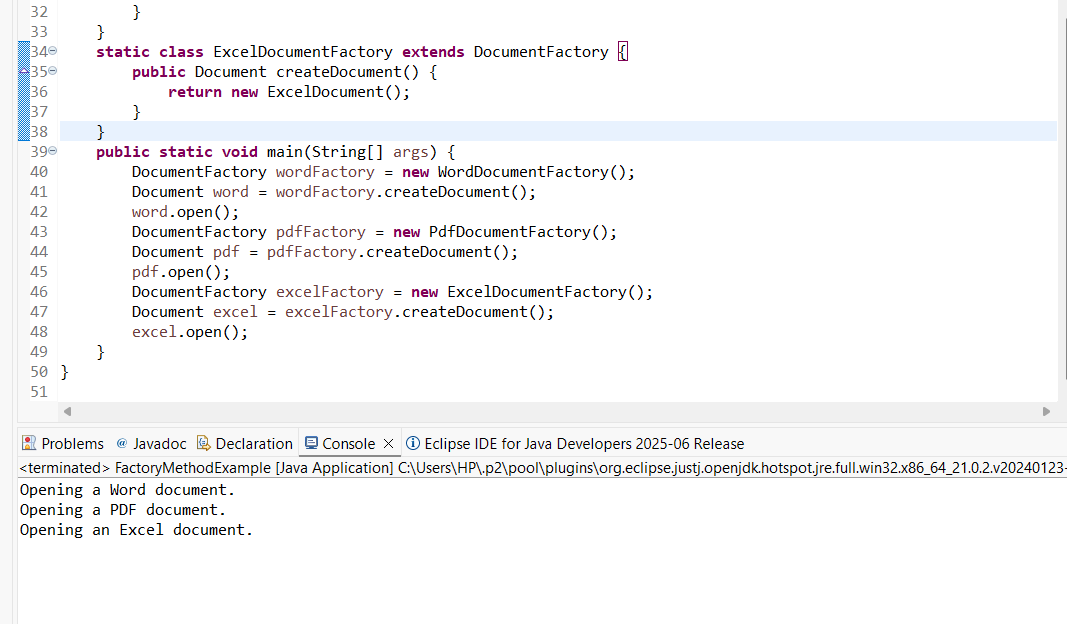 32         }
33     }
34     static class ExcelDocumentFactory extends DocumentFactory {
35         public Document createDocument() {
36             return new ExcelDocument();
37         }
38     }
39     public static void main(String[] args) {
40         DocumentFactory wordFactory = new WordDocumentFactory();
41         Document word = wordFactory.createDocument();
42         word.open();
43         DocumentFactory pdfFactory = new PdfDocumentFactory();
44         Document pdf = pdfFactory.createDocument();
45         pdf.open();
46         DocumentFactory excelFactory = new ExcelDocumentFactory();
47         Document excel = excelFactory.createDocument();
48         excel.open();
49     }
50 }
51
Problems @ Javadoc Declaration Console × Eclipse IDE for Java Developers 2025-06 Release
<terminated> FactoryMethodExample [Java Application] C:\Users\HP\.p2\pool\plugins\org.eclipse.justj.openjdk.hotspot.jre.full.win32.x86_64_21.0.2.v20240123-
Opening a Word document.
Opening a PDF document.
Opening an Excel document.